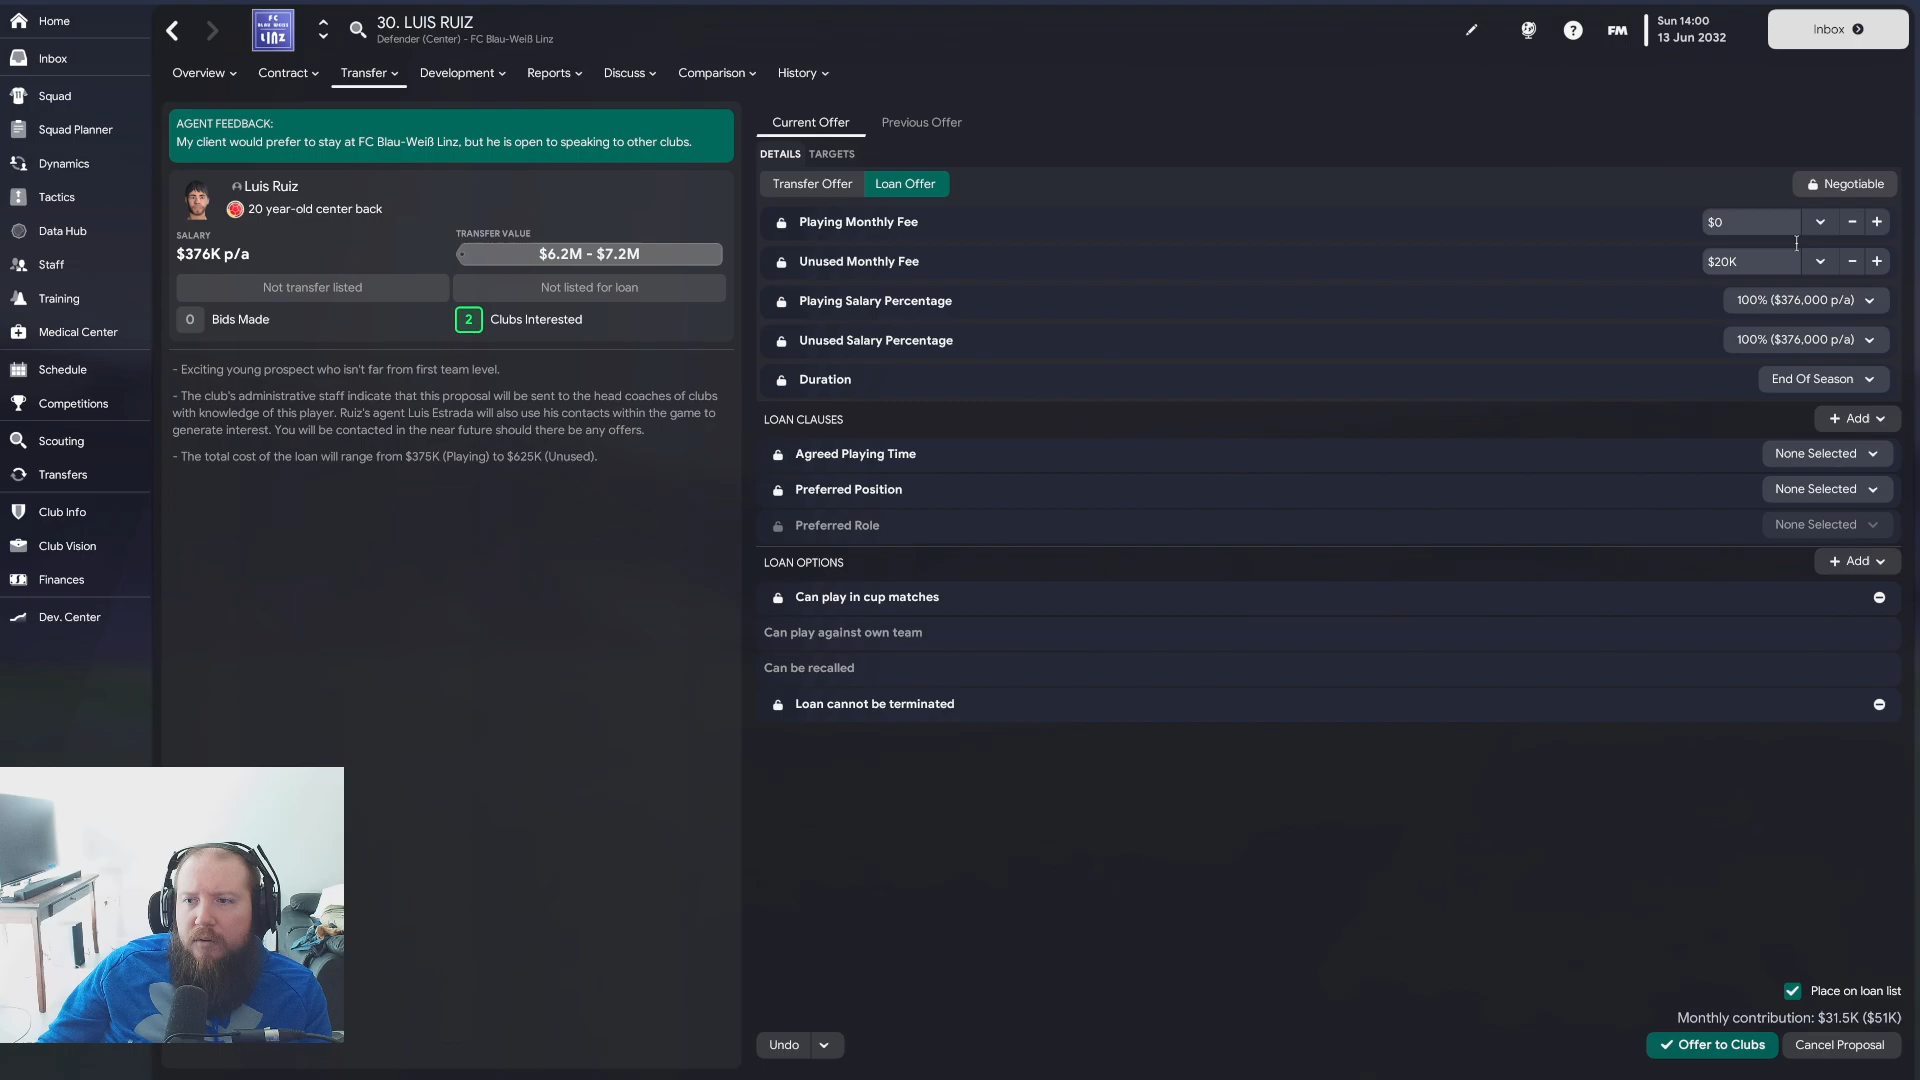 Home
Inbox
Squad
Squad Planner
Dynamics
Tactics
Data Hub
Staff
Training
Medical Center
Schedule
Competitions
Scouting
Transfers
Club Info
Club Vision
Finances
Dev. Center
FC
BLAU WEISS
LINZ
30. LUIS RUIZ
Defender (Center) - FC Blau-Weiß Linz
?
FM
Sun 14:00
13 Jun 2032
Inbox
Overview
Contract
Transfer
Development
Reports
Discuss
Comparison
History
AGENT FEEDBACK:
My client would prefer to stay at FC Blau-Weiß Linz, but he is open to speaking to other clubs.
Luis Ruiz
20 year-old center back
SALARY
$376K p/a
TRANSFER VALUE
$6.2M - $7.2M
Not transfer listed
Not listed for loan
0 Bids Made
2 Clubs Interested
- Exciting young prospect who isn't far from first team level.
- The club's administrative staff indicate that this proposal will be sent to the head coaches of clubs
with knowledge of this player. Ruiz's agent Luis Estrada will also use his contacts within the game to
generate interest. You will be contacted in the near future should there be any offers.
- The total cost of the loan will range from $375K (Playing) to $625K (Unused).
Current Offer
Previous Offer
DETAILS TARGETS
Transfer Offer
Loan Offer
Negotiable
Playing Monthly Fee
$0
Unused Monthly Fee
$20K
Playing Salary Percentage
100% ($376,000 p/a)
Unused Salary Percentage
100% ($376,000 p/a)
Duration
End Of Season
LOAN CLAUSES
+ Add
Agreed Playing Time
None Selected
Preferred Position
None Selected
Preferred Role
None Selected
LOAN OPTIONS
+ Add
Can play in cup matches
Can play against own team
Can be recalled
Loan cannot be terminated
Place on loan list
Monthly contribution: $31.5K ($51K)
Undo
Offer to Clubs
Cancel Proposal